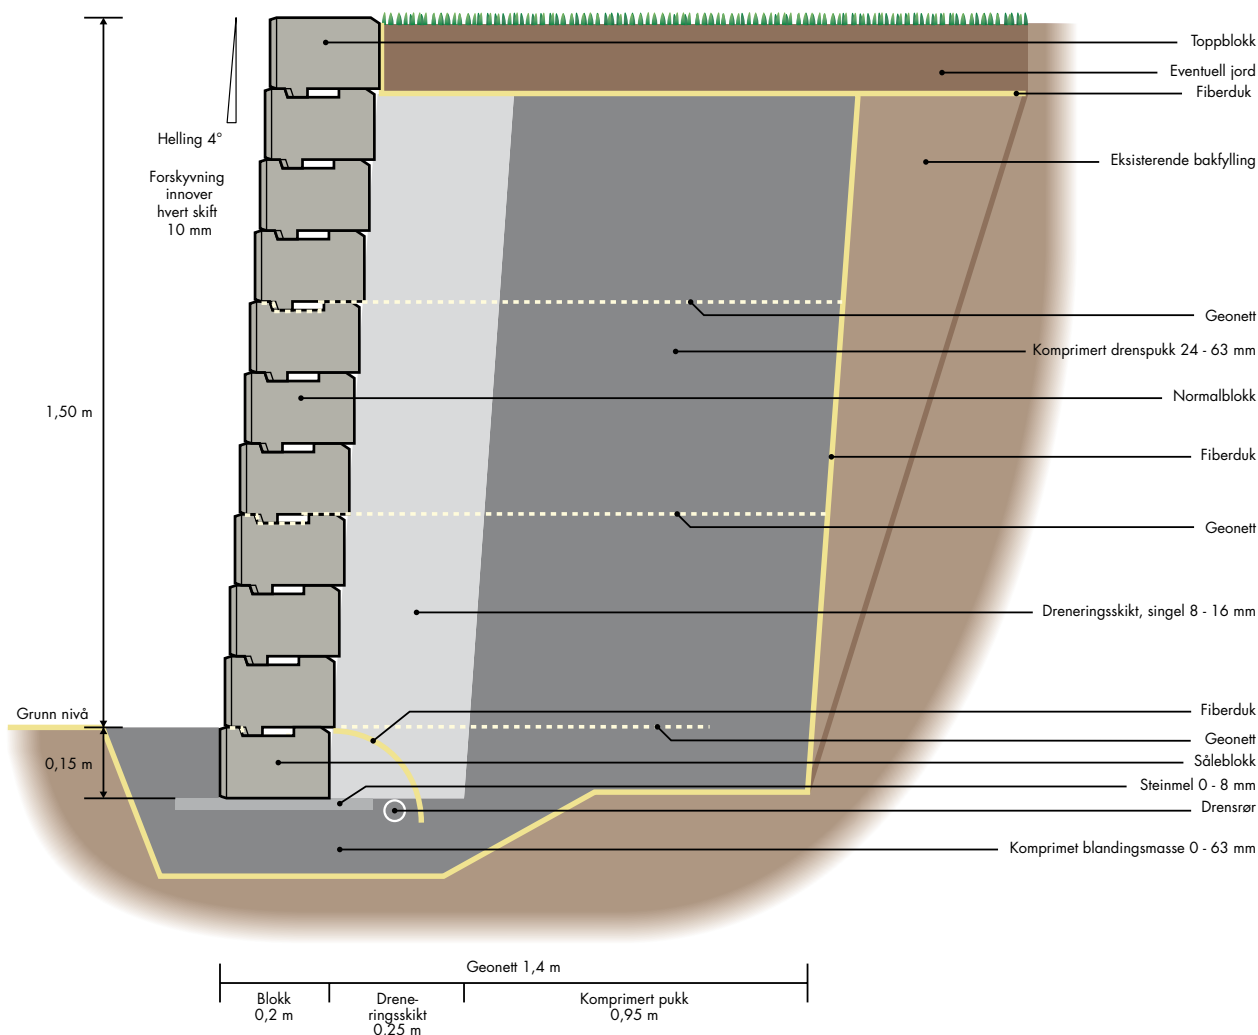 Toppblokk
Eventuell jord
Fiberduk
Helling 4°
Eksisterende bakfylling
Forskyvning
innover
hvert skift
10 mm
Geonett
Komprimert drenspukk 24 - 63 mm
Normalblokk
1,50 m
Fiberduk
Geonett
Dreneringsskikt, singel 8 - 16 mm
Grunn nivå
Fiberduk
Geonett
0,15 m
Såleblokk
Steinmel 0 - 8 mm
Drensrør
Komprimet blandingsmasse 0 - 63 mm
Geonett 1,4 m
Blokk
0,2 m
Drene-
ringsskikt
0,25 m
Komprimert pukk
0,95 m